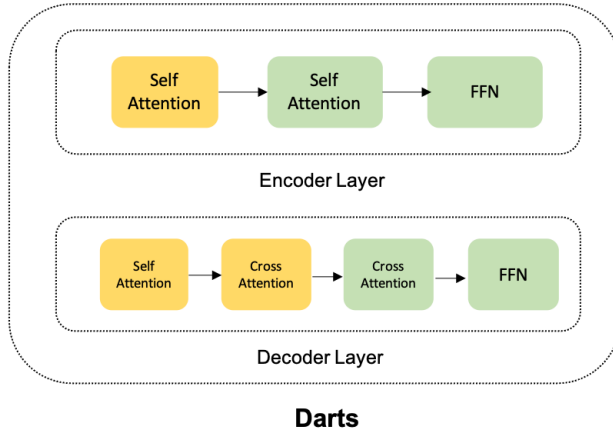 Self
Attention
Self
Attention
FFN
Encoder Layer
Self
Attention
Cross
Attention
Cross
Attention
FFN
Decoder Layer
Darts